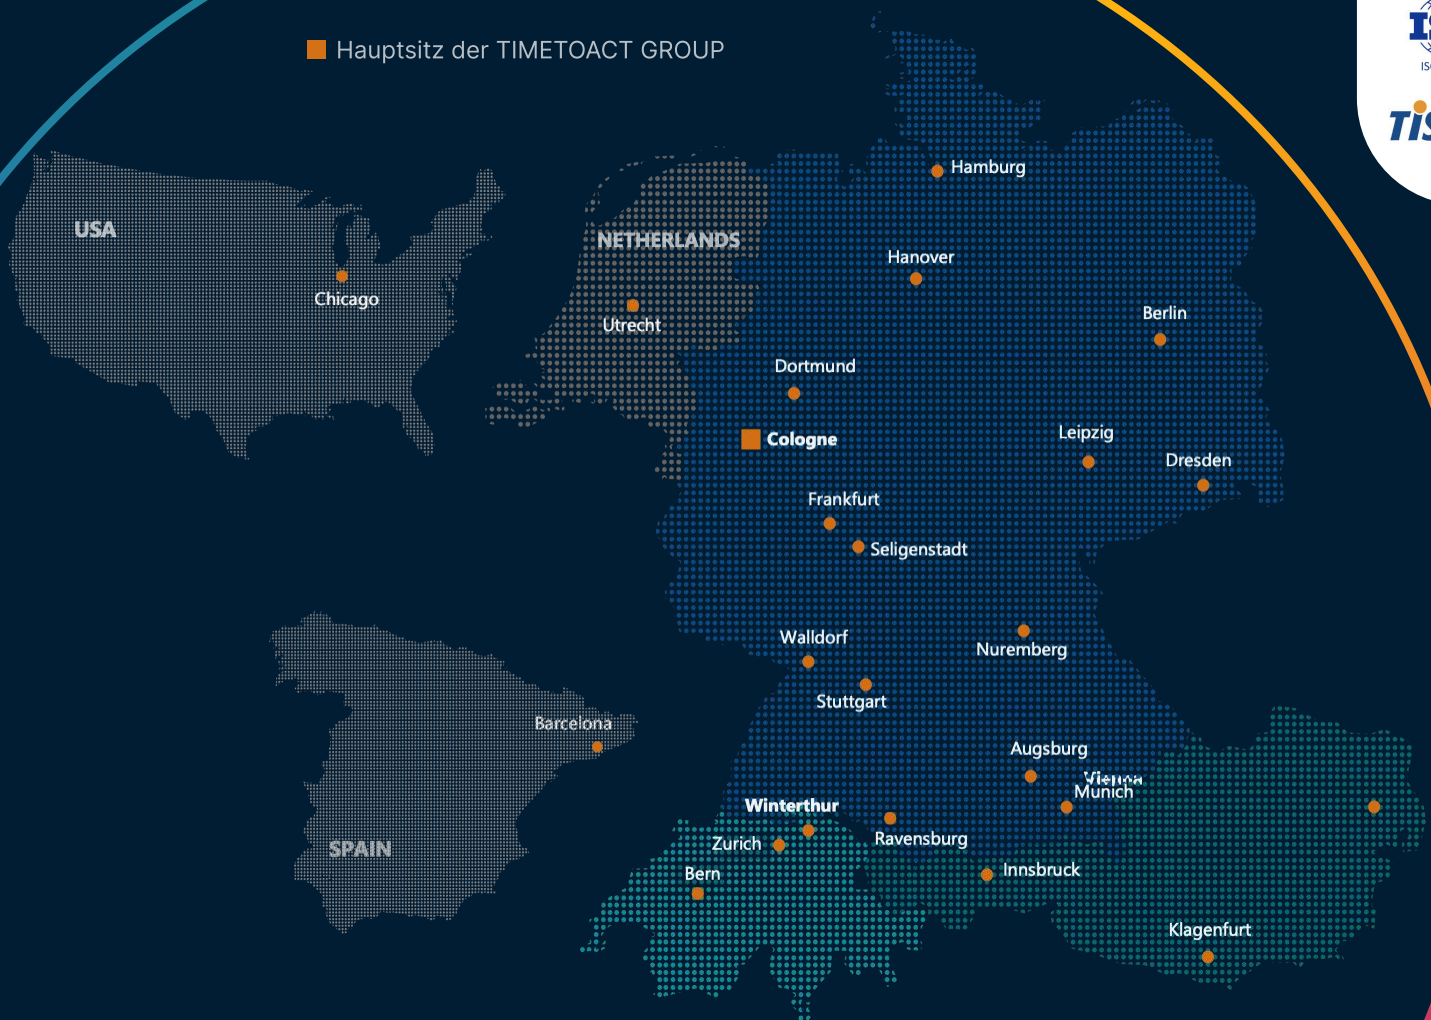 Hauptsitz der TIMETOACT GROUP
Hamburg
USA
NETHERLANDS
Hanover
Chicago
Utrecht
Berlin
Dortmund
Cologne
Leipzig
Dresden
Frankfurt
Seligenstadt
Walldorf
Nuremberg
Stuttgart
Barcelona
Augsburg
Vienna
Munich
Winterthur
Ravensburg
Zurich
SPAIN
Bern
Innsbruck
Klagenfurt